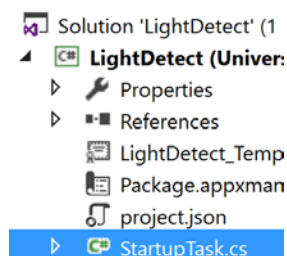 Solution 'LightDetect' (1
C# LightDetect (Univers
Properties
References
LightDetect_Temp
Package.appxman
project.json
C# StartupTask.cs